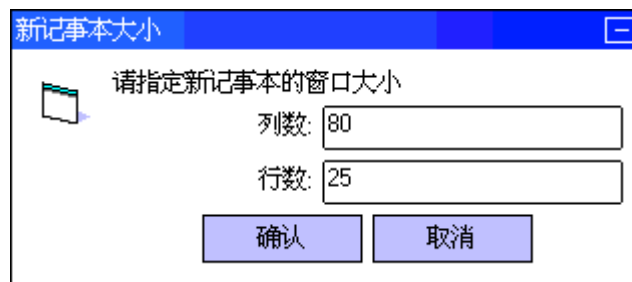 新记事本大小
请指定新记事本的窗口大小
列数: 80
行数: 25
确认 取消